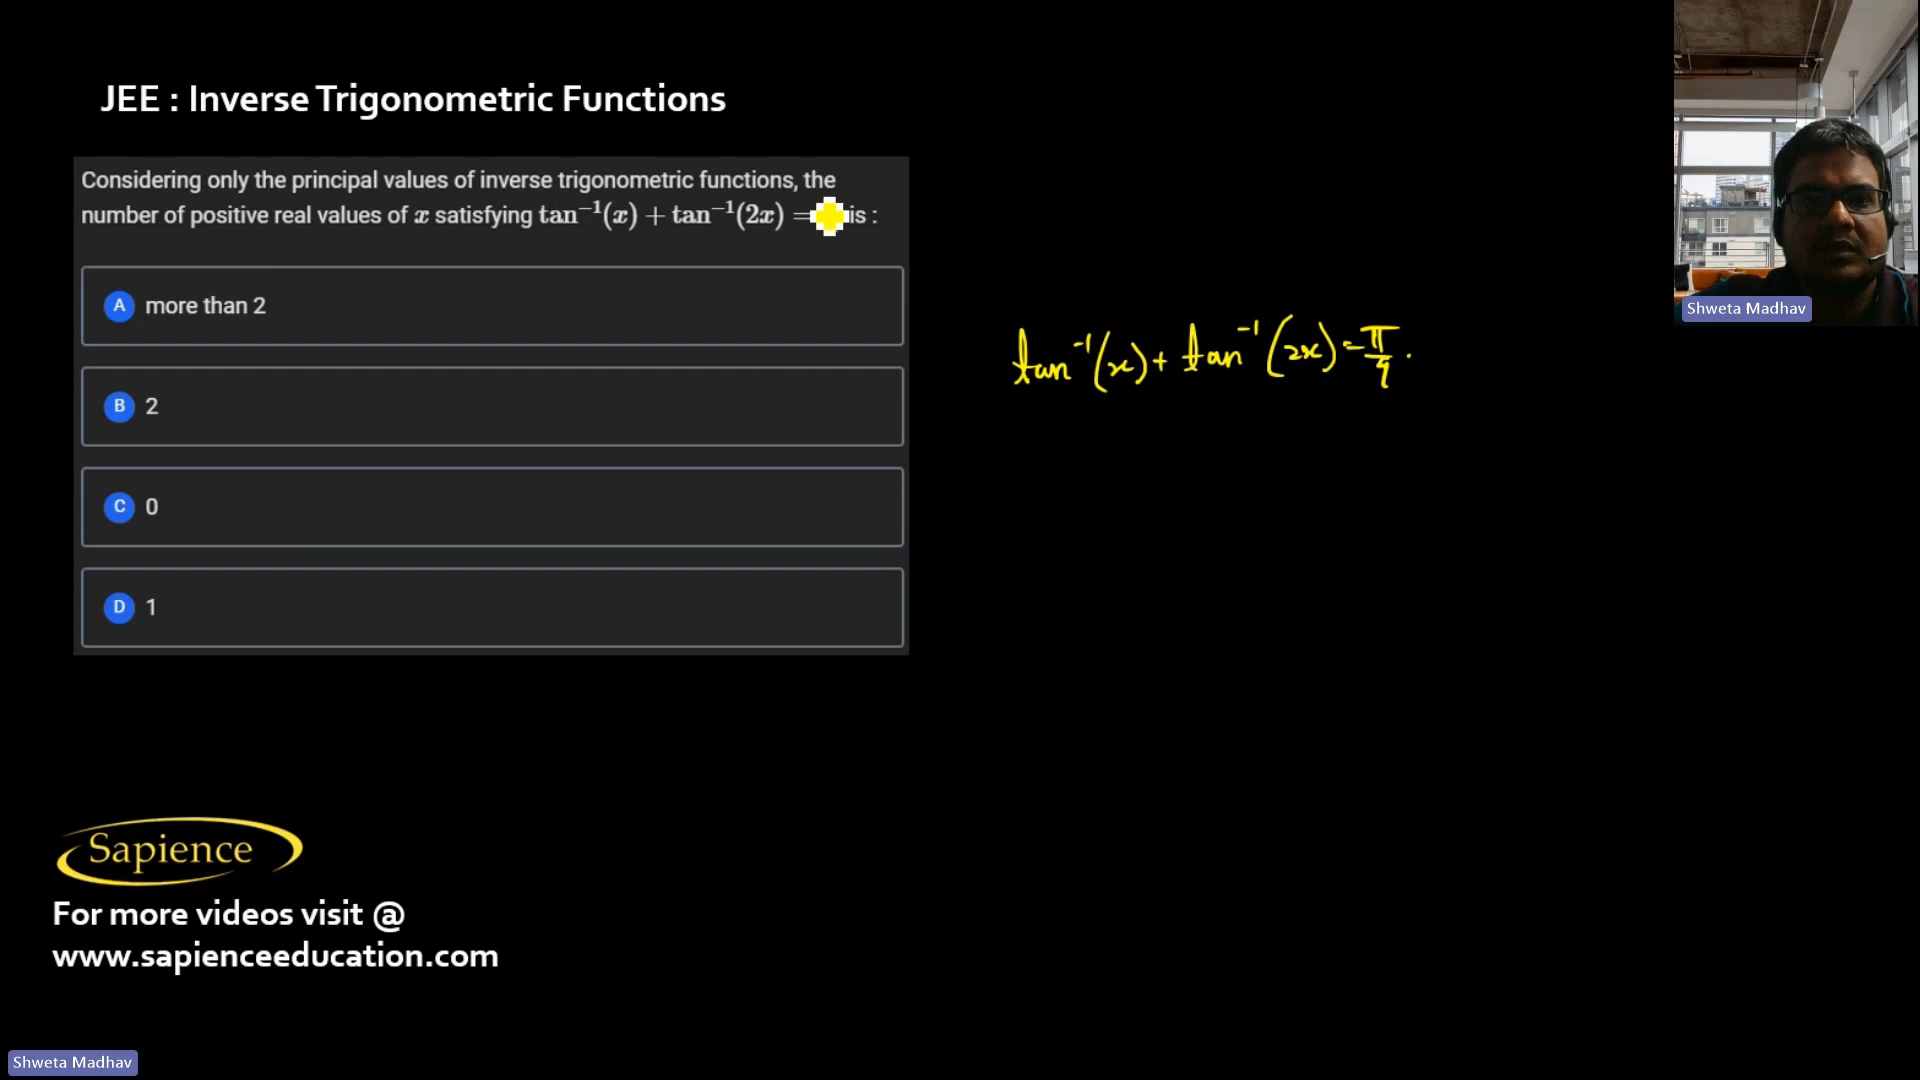 JEE : Inverse Trigonometric Functions
Considering only the principal values of inverse trigonometric functions, the
number of positive real values of x satisfying tan⁻¹(x) + tan⁻¹(2x) = is :
A more than 2
B 2
C 0
D 1
tan⁻¹(x) + tan⁻¹(2x) = π/4.
Shweta Madhav
Sapience
For more videos visit @
www.sapienceeducation.com
Shweta Madhav